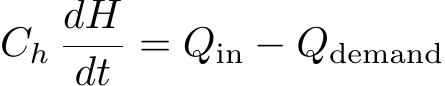 $C_h \, \frac{dH}{dt} = Q_{\text{in}} - Q_{\text{demand}}$